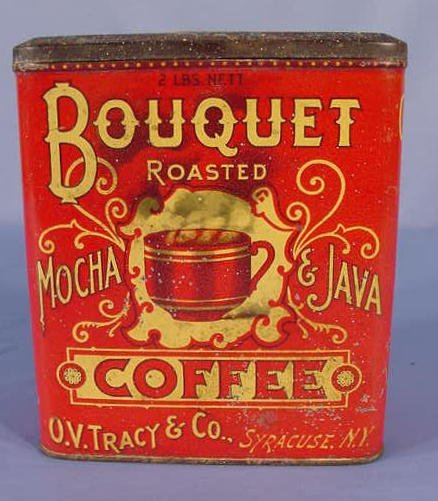 2 LBS. NETT
BOUQUET
ROASTED
MOCHA & JAVA
COFFEE
O.V. TRACY & CO., SYRACUSE, N.Y.